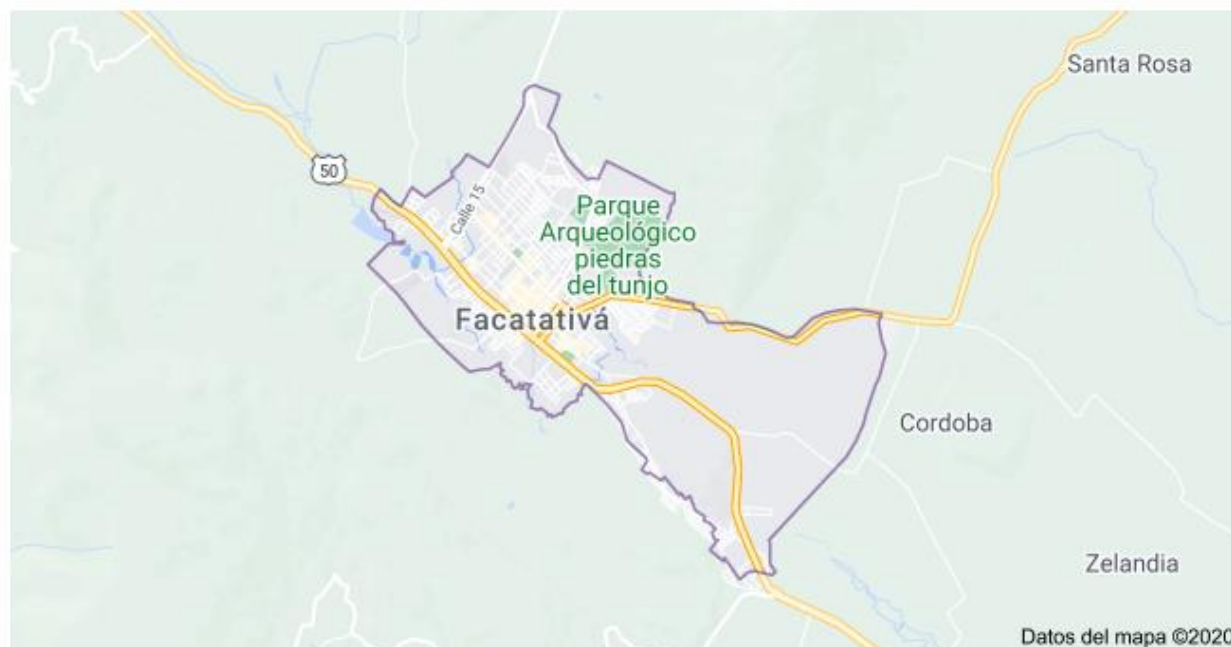 Santa Rosa
50
Calle 15
Parque
Arqueológico
piedras
del tunjo
Facatativá
Cordoba
Zelandia
Datos del mapa ©2020